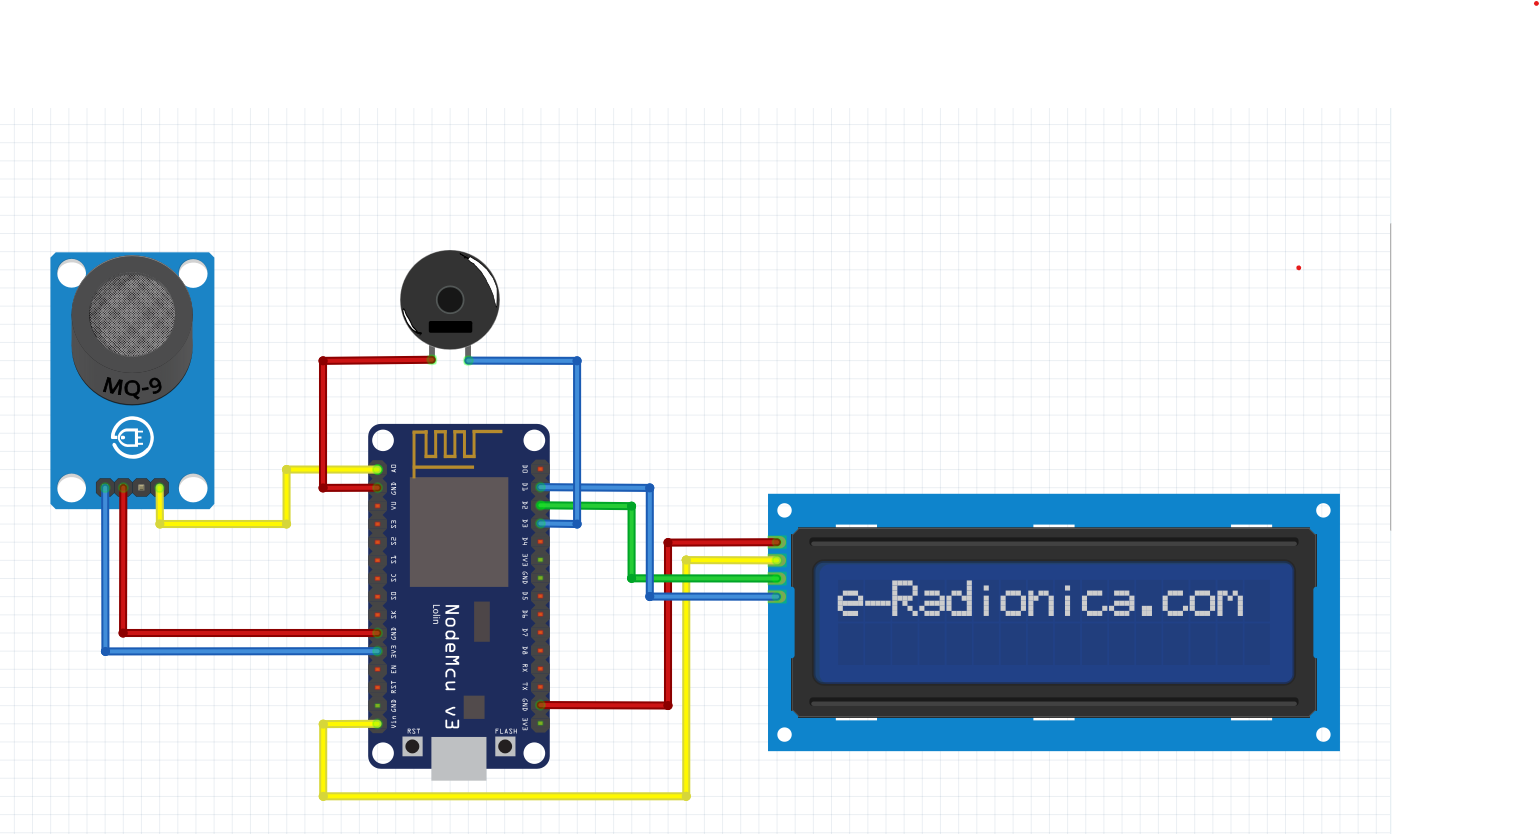 MQ-9
A0
GND
VU
S3
S2
S1
SC
S0
SK
GND
3V3
EN
RST
GND
Vin
D0
D1
D2
D3
D4
3V3
GND
D5
D6
D7
D8
RX
TX
GND
3V3
NodeMcu v3
Lolin
RST
FLASH
e-Radionica.com